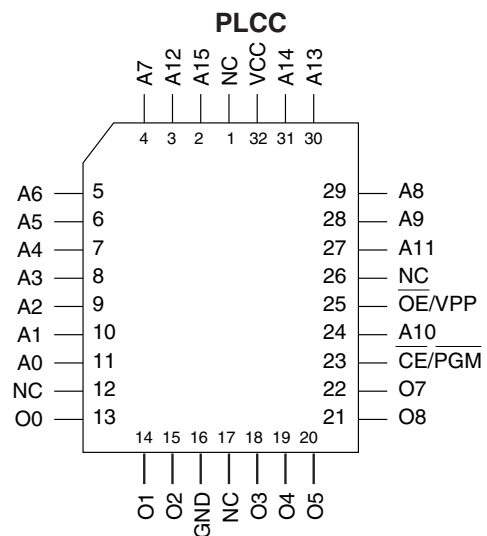 PLCC
A7 A12 A15 NC VCC A14 A13
4 3 2 1 32 31 30
A6 5 29 A8
A5 6 28 A9
A4 7 27 A11
A3 8 26 NC
A2 9 25 OE/VPP
A1 10 24 A10
A0 11 23 CE/PGM
NC 12 22 O7
O0 13 21 O8
14 15 16 17 18 19 20
O1 O2 GND NC O3 O4 O5